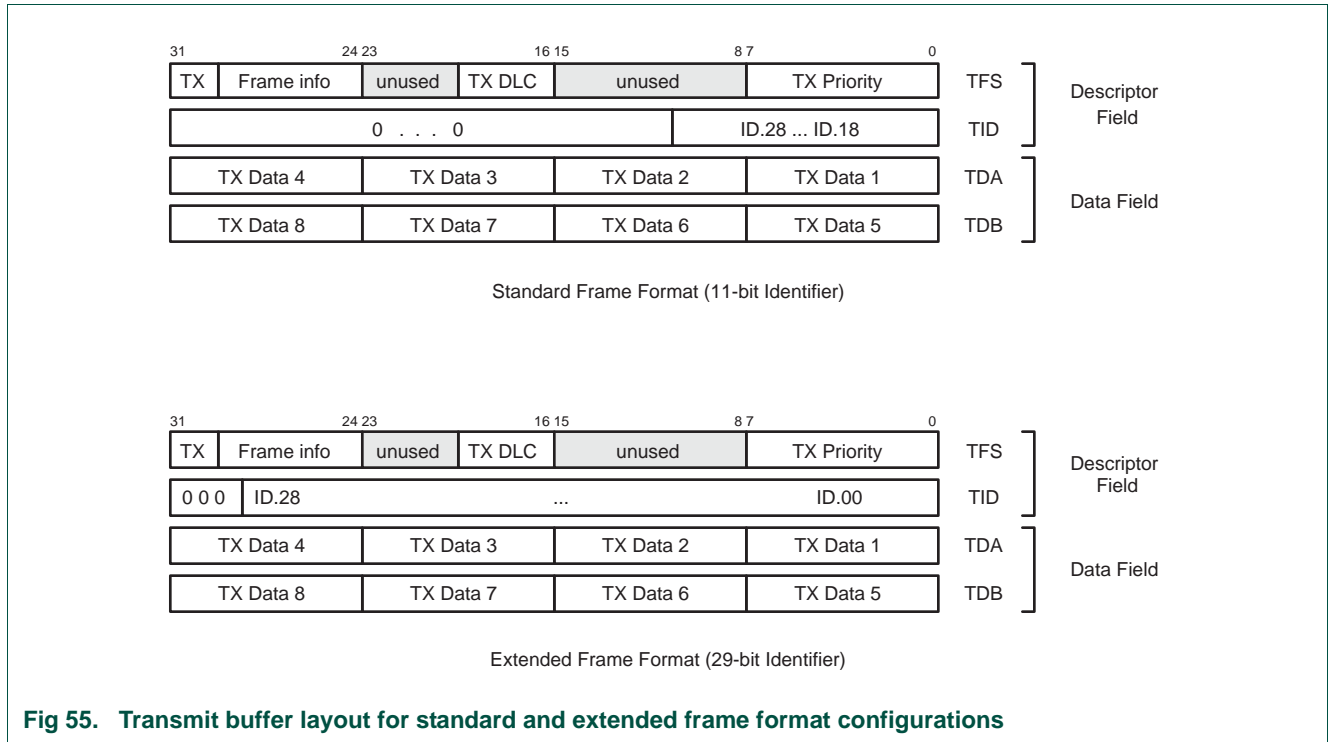 31 24 23 16 15 8 7 0
TX Frame info unused TX DLC unused TX Priority TFS
Descriptor
Field
0 . . . 0 ID.28 ... ID.18 TID
TX Data 4 TX Data 3 TX Data 2 TX Data 1 TDA
Data Field
TX Data 8 TX Data 7 TX Data 6 TX Data 5 TDB
Standard Frame Format (11-bit Identifier)
31 24 23 16 15 8 7 0
TX Frame info unused TX DLC unused TX Priority TFS
Descriptor
Field
0 0 0 ID.28 ... ID.00 TID
TX Data 4 TX Data 3 TX Data 2 TX Data 1 TDA
Data Field
TX Data 8 TX Data 7 TX Data 6 TX Data 5 TDB
Extended Frame Format (29-bit Identifier)
Fig 55. Transmit buffer layout for standard and extended frame format configurations